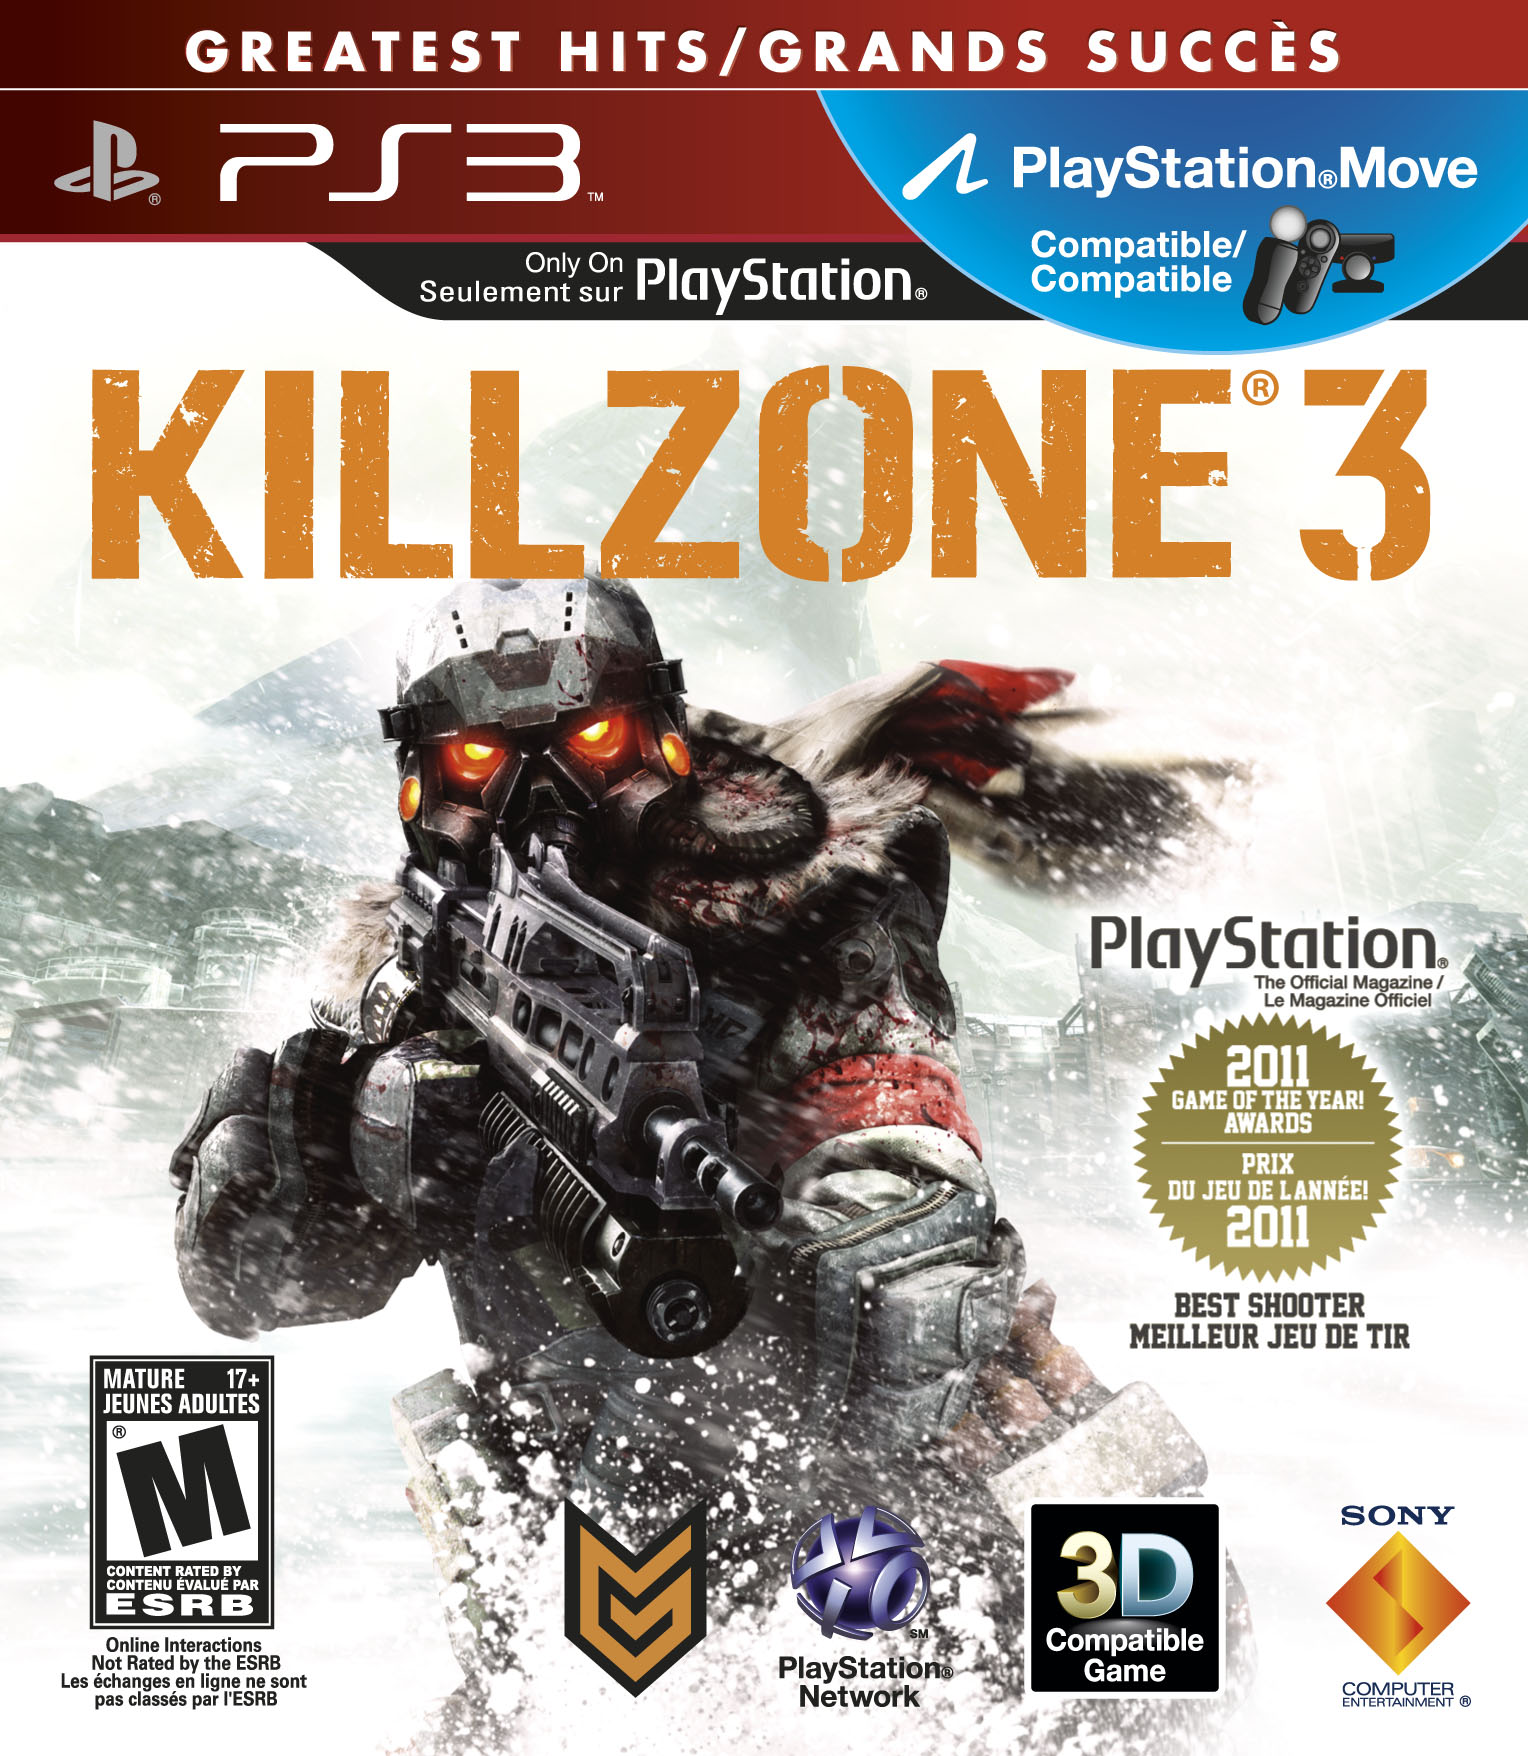 GREATEST HITS/GRANDS SUCCÈS
PS3™
PlayStation®Move
Compatible/
Compatible
Only On
Seulement sur
PlayStation®
KILLZONE® 3
PlayStation®
The Official Magazine /
Le Magazine Officiel
2011
GAME OF THE YEAR!
AWARDS
PRIX
DU JEU DE L'ANNÉE!
2011
BEST SHOOTER
MEILLEUR JEU DE TIR
MATURE 17+
JEUNES ADULTES
M®
CONTENT RATED BY
CONTENU ÉVALUÉ PAR
ESRB
Online Interactions
Not Rated by the ESRB
Les échanges en ligne ne sont
pas classés par l'ESRB
SM
PlayStation®
Network
3D
Compatible
Game
SONY
COMPUTER
ENTERTAINMENT ®